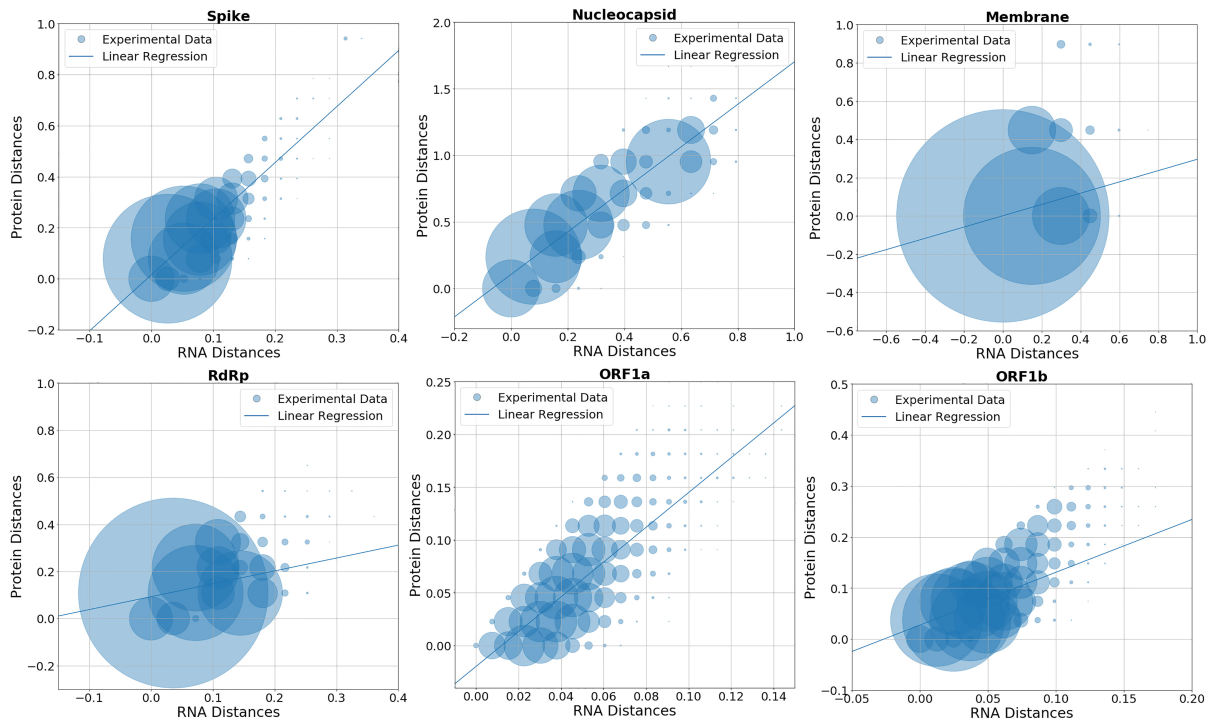 Spike
Experimental Data
Linear Regression
Protein Distances
1.0
0.8
0.6
0.4
0.2
0.0
−0.2
−0.1
0.0
0.1
0.2
0.3
0.4
RNA Distances
Nucleocapsid
Experimental Data
Linear Regression
Protein Distances
2.0
1.5
1.0
0.5
0.0
−0.2
0.0
0.2
0.4
0.6
0.8
1.0
RNA Distances
Membrane
Experimental Data
Linear Regression
Protein Distances
1.0
0.8
0.6
0.4
0.2
0.0
−0.2
−0.4
−0.6
−0.6
−0.4
−0.2
0.0
0.2
0.4
0.6
0.8
1.0
RNA Distances
RdRp
Experimental Data
Linear Regression
Protein Distances
1.0
0.8
0.6
0.4
0.2
0.0
−0.2
−0.1
0.0
0.1
0.2
0.3
0.4
RNA Distances
ORF1a
Experimental Data
Linear Regression
Protein Distances
0.25
0.20
0.15
0.10
0.05
0.00
0.00
0.02
0.04
0.06
0.08
0.10
0.12
0.14
RNA Distances
ORF1b
Experimental Data
Linear Regression
Protein Distances
0.5
0.4
0.3
0.2
0.1
0.0
−0.1
−0.05
0.00
0.05
0.10
0.15
0.20
RNA Distances